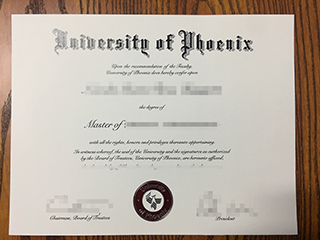 University of Phoenix
Upon the recommendation of the Faculty,
University of Phoenix does hereby confer upon
the degree of
Master of
with all the rights, honors and privileges thereunto appertaining.
In witness whereof, the seal of the University and the signatures as authorized
by the Board of Trustees, University of Phoenix, are hereunto affixed,
Chairman, Board of Trustees
President